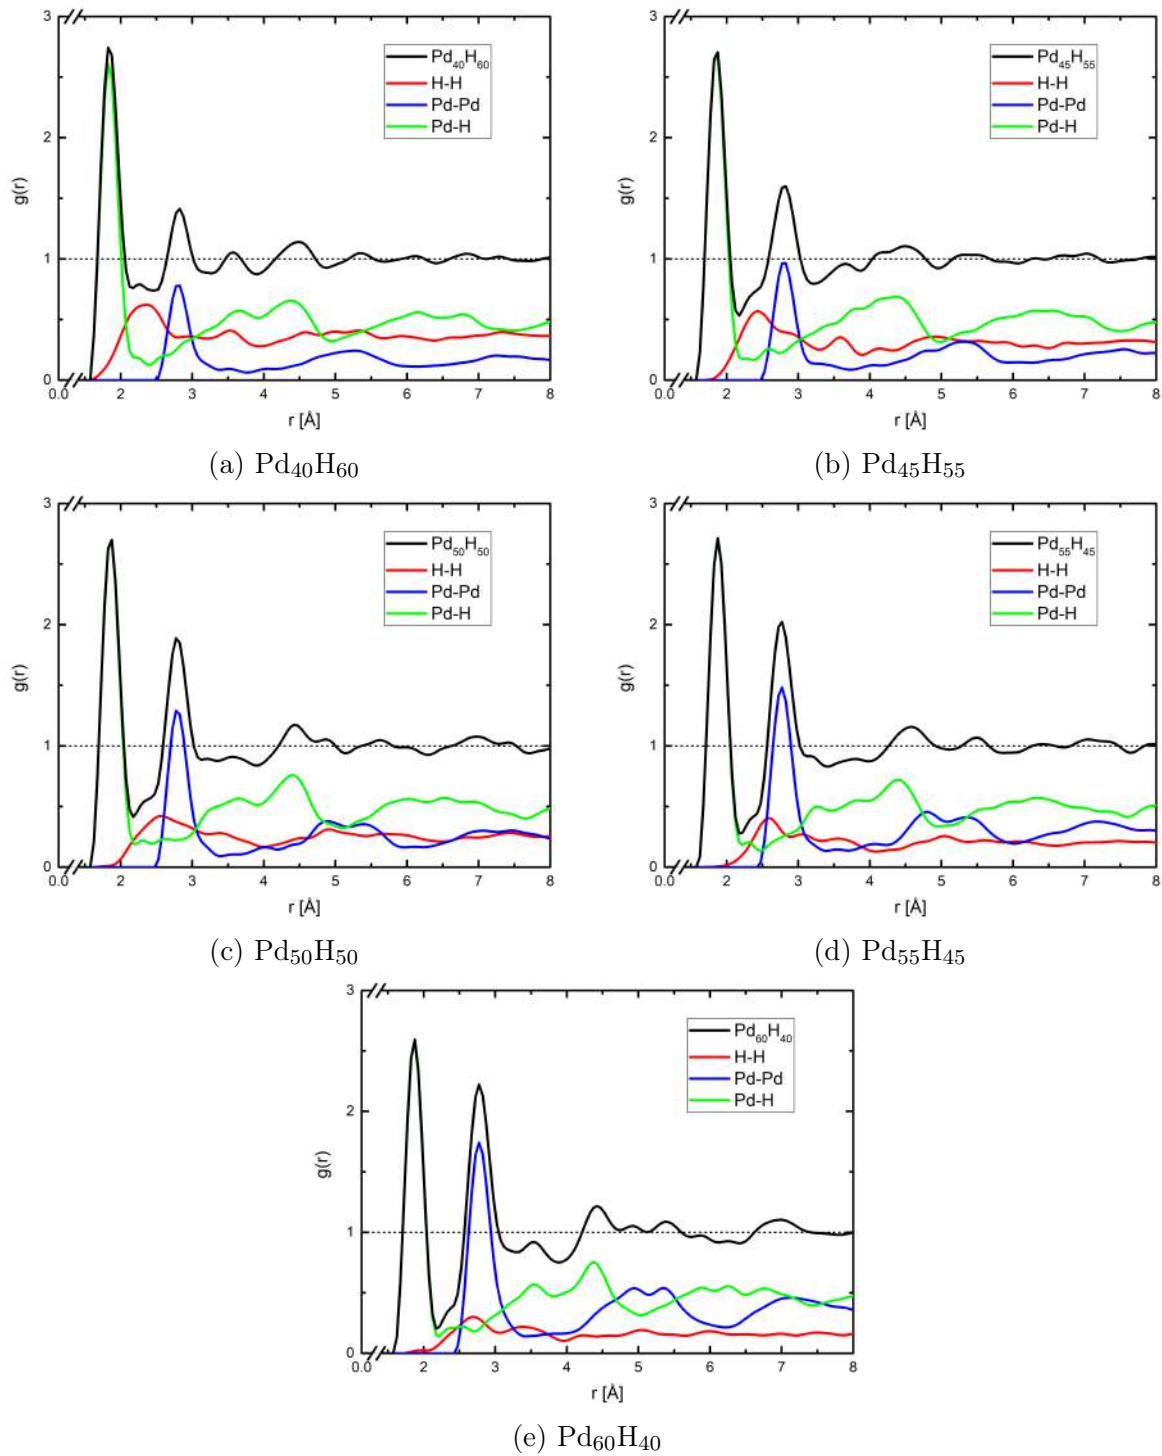 3
2
1
0
g(r)
Pd40H60
H-H
Pd-Pd
Pd-H
0.0 2 3 4 5 6 7 8
r [Å]
(a) Pd40H60
3
2
1
0
g(r)
Pd45H55
H-H
Pd-Pd
Pd-H
0.0 2 3 4 5 6 7 8
r [Å]
(b) Pd45H55
3
2
1
0
g(r)
Pd50H50
H-H
Pd-Pd
Pd-H
0.0 2 3 4 5 6 7 8
r [Å]
(c) Pd50H50
3
2
1
0
g(r)
Pd55H45
H-H
Pd-Pd
Pd-H
0.0 2 3 4 5 6 7 8
r [Å]
(d) Pd55H45
3
2
1
0
g(r)
Pd60H40
H-H
Pd-Pd
Pd-H
0.0 2 3 4 5 6 7 8
r [Å]
(e) Pd60H40